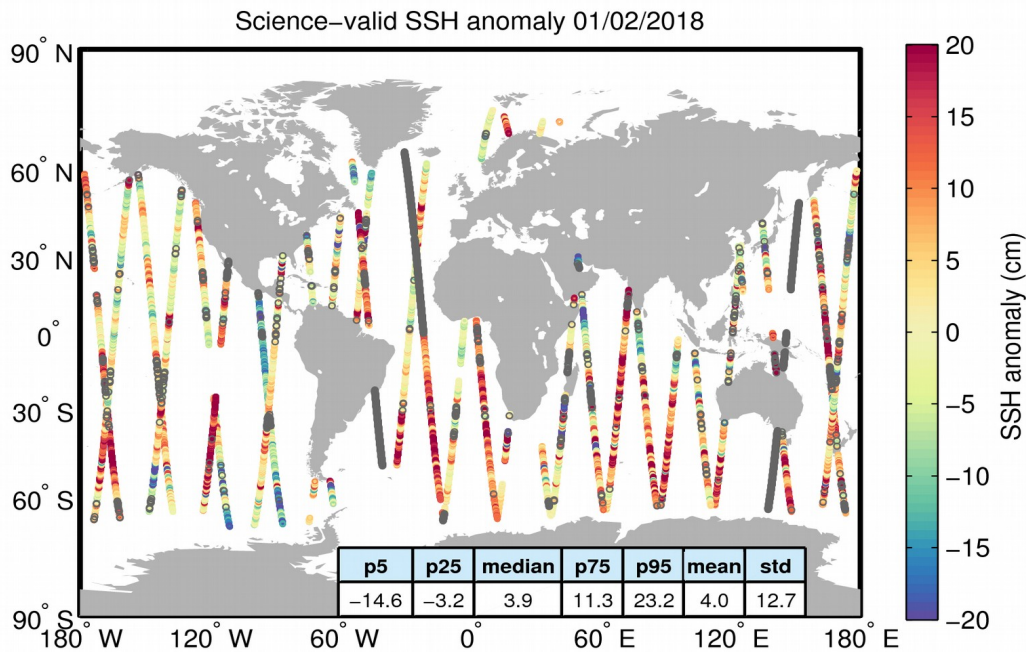 Science−valid SSH anomaly 01/02/2018
90° N
60° N
30° N
0°
30° S
60° S
90° S
180° W 120° W 60° W 0° 60° E 120° E 180° E
p5 p25 median p75 p95 mean std
−14.6 −3.2 3.9 11.3 23.2 4.0 12.7
20
15
10
5
0
−5
−10
−15
−20
SSH anomaly (cm)